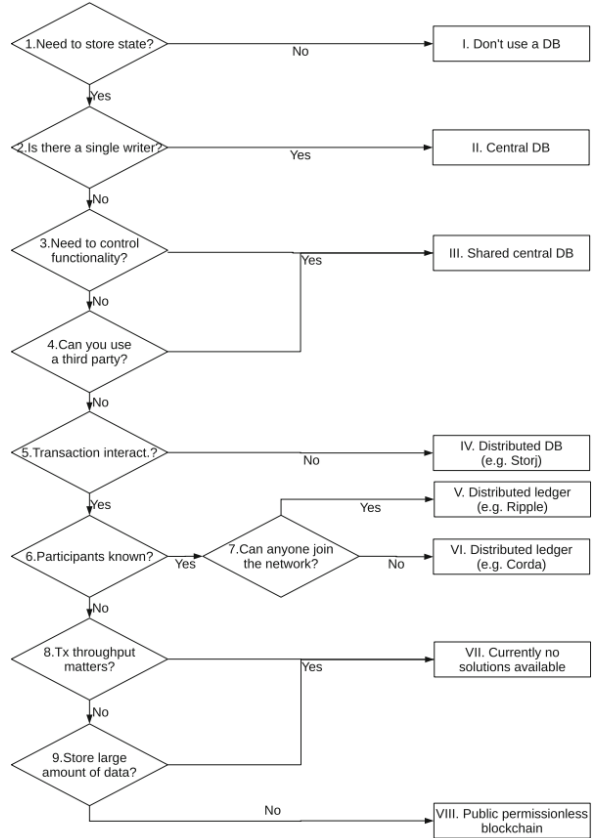 1.Need to store state?
No
I. Don't use a DB
Yes
2.Is there a single writer?
Yes
II. Central DB
No
3.Need to control
functionality?
Yes
III. Shared central DB
No
4.Can you use
a third party?
No
5.Transaction interact.?
No
IV. Distributed DB
(e.g. Storj)
Yes
V. Distributed ledger
(e.g. Ripple)
Yes
6.Participants known?
Yes
7.Can anyone join
the network?
No
VI. Distributed ledger
(e.g. Corda)
No
8.Tx throughput
matters?
Yes
VII. Currently no
solutions available
No
9.Store large
amount of data?
No
VIII. Public permissionless
blockchain